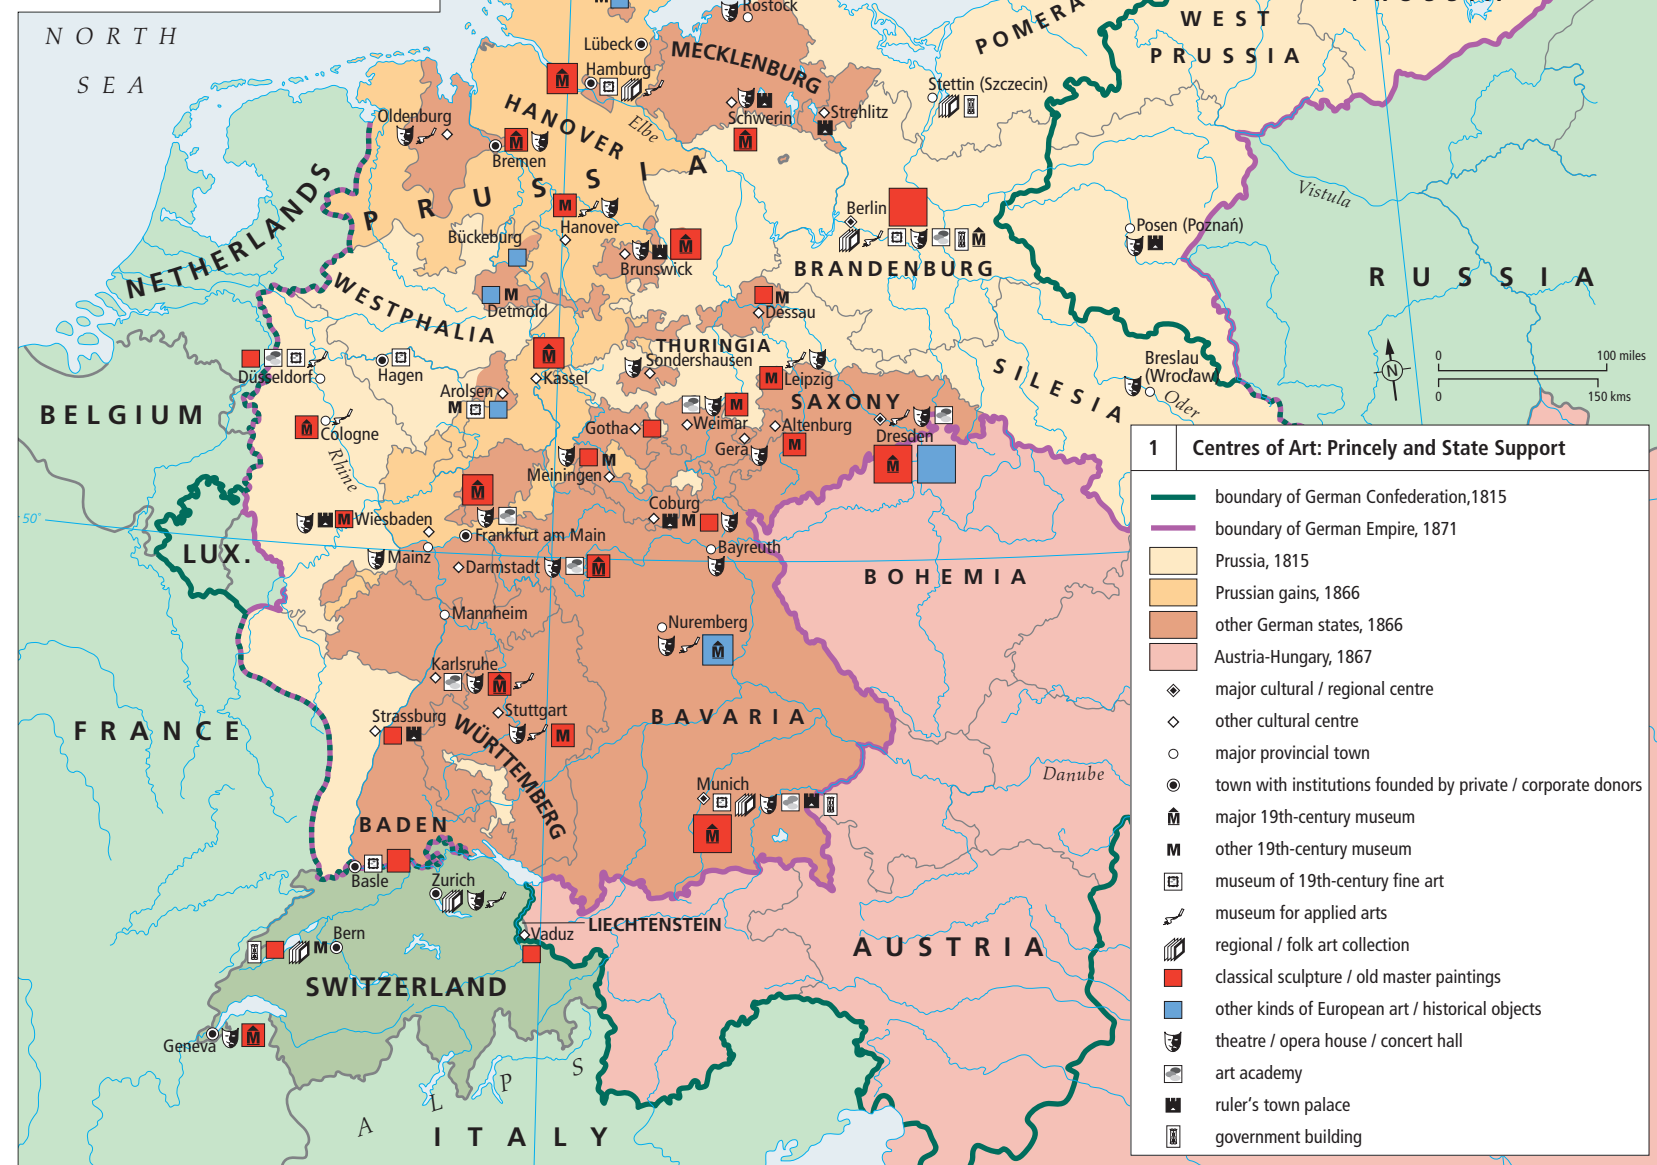 NORTH
SEA
Rostock
WEST
PRUSSIA
POMERA
Lübeck
MECKLENBURG
Hamburg
Stettin (Szczecin)
Oldenburg
HANOVER
Elbe
Schwerin
Strehlitz
Bremen
PRUSSIA
NETHERLANDS
Vistula
Berlin
Bückeburg
Hanover
Posen (Poznań)
Brunswick
BRANDENBURG
RUSSIA
WESTPHALIA
M
Detmold
M
Dessau
THURINGIA
Sondershausen
Breslau
(Wrocław)
0
100 miles
N
0
150 kms
Düsseldorf
Hagen
Kassel
Leipzig
SILESIA
Oder
Arolsen
M
SAXONY
BELGIUM
Cologne
Gotha
Weimar
Altenburg
Dresden
Rhine
Gera
M
Meiningen
Coburg
M
50°
Wiesbaden
Frankfurt am Main
Bayreuth
LUX.
Mainz
Darmstadt
BOHEMIA
Mannheim
Nuremberg
Karlsruhe
Stuttgart
FRANCE
Strassburg
WÜRTTEMBERG
BAVARIA
Danube
Munich
BADEN
Basle
Zurich
LIECHTENSTEIN
Vaduz
M
Bern
AUSTRIA
SWITZERLAND
Geneva
ALPS
ITALY
1 Centres of Art: Princely and State Support
boundary of German Confederation,1815
boundary of German Empire, 1871
Prussia, 1815
Prussian gains, 1866
other German states, 1866
Austria-Hungary, 1867
major cultural / regional centre
other cultural centre
major provincial town
town with institutions founded by private / corporate donors
M major 19th-century museum
M other 19th-century museum
museum of 19th-century fine art
museum for applied arts
regional / folk art collection
classical sculpture / old master paintings
other kinds of European art / historical objects
theatre / opera house / concert hall
art academy
ruler's town palace
government building